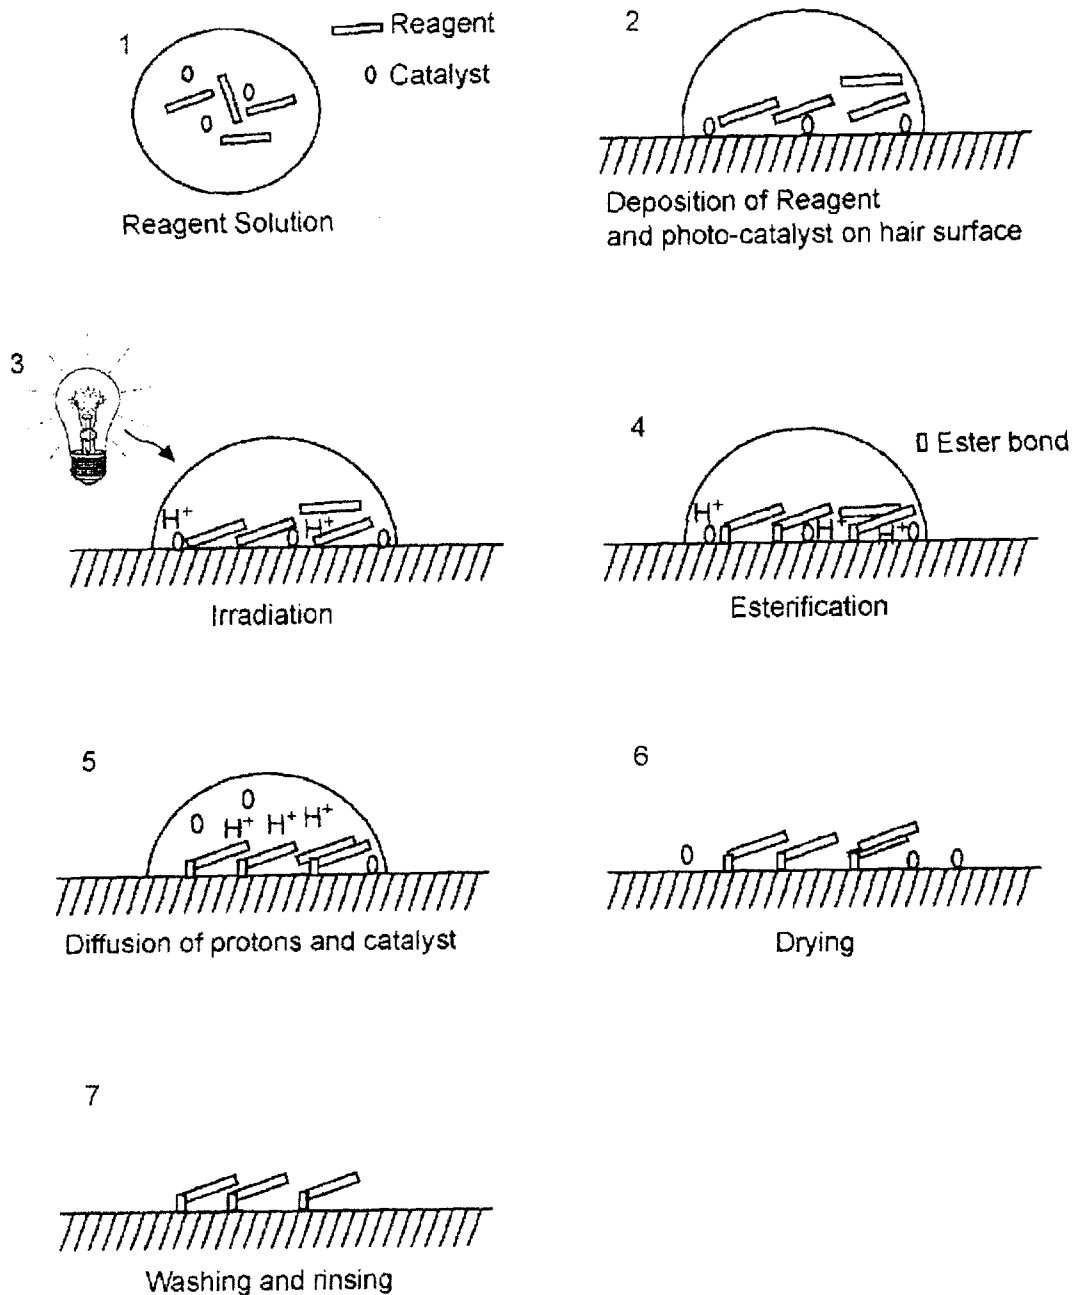 1
Reagent
Catalyst
Reagent Solution
2
Deposition of Reagent
and photo-catalyst on hair surface
3
H+
H+
Irradiation
4
Ester bond
H+
H+
H+
Esterification
5
H+ H+ H+
Diffusion of protons and catalyst
6
Drying
7
Washing and rinsing